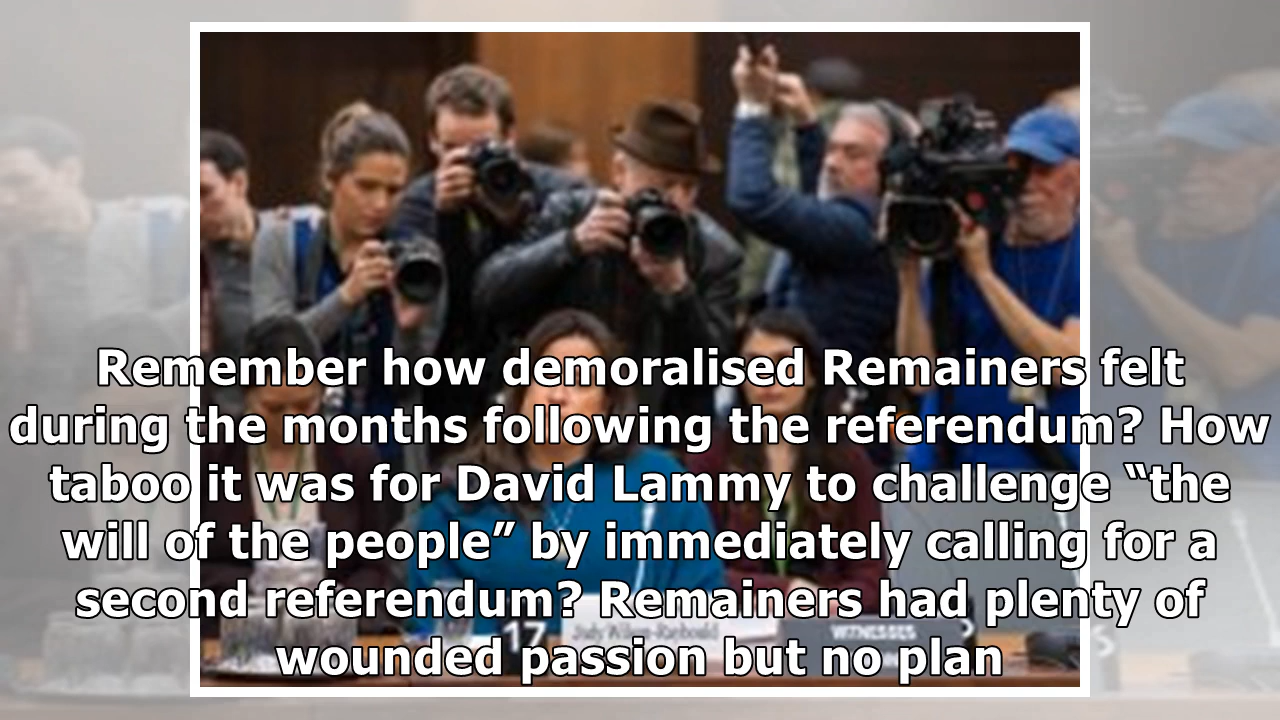 Remember how demoralised Remainers felt
during the months following the referendum? How
taboo it was for David Lammy to challenge “the
will of the people” by immediately calling for a
second referendum? Remainers had plenty of
wounded passion but no plan
17
WITNESSES